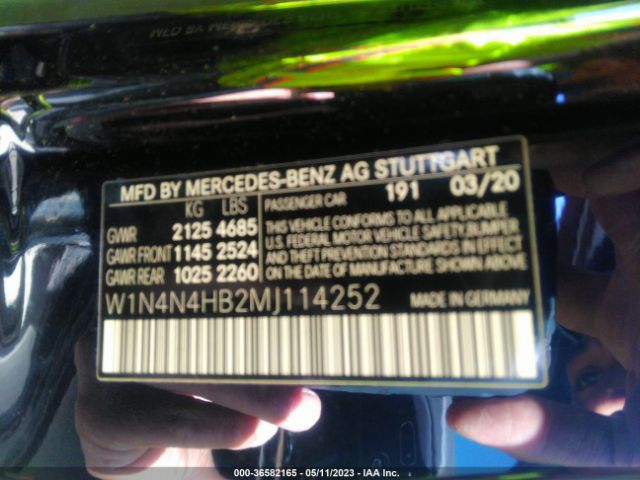 MFD BY MERCEDES-BENZ AG STUTTGART
KG LBS
GVWR 2125 4685
GAWR FRONT 1145 2524
GAWR REAR 1025 2260
PASSENGER CAR 191 03/20
THIS VEHICLE CONFORMS TO ALL APPLICABLE
U.S. FEDERAL MOTOR VEHICLE SAFETY, BUMPER
AND THEFT PREVENTION STANDARDS IN EFFECT
ON THE DATE OF MANUFACTURE SHOWN ABOVE.
W1N4N4HB2MJ114252 MADE IN GERMANY
000-36582165 - 05/11/2023 - IAA Inc.